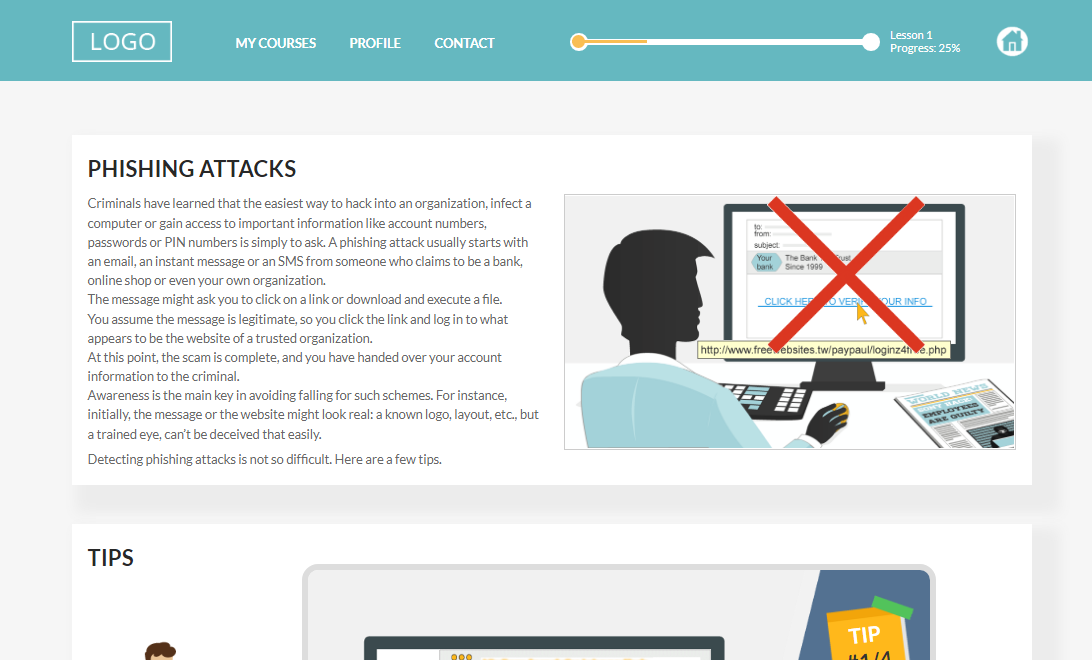 LOGO
MY COURSES PROFILE CONTACT
Lesson 1
Progress: 25%
PHISHING ATTACKS
Criminals have learned that the easiest way to hack into an organization, infect a
computer or gain access to important information like account numbers,
passwords or PIN numbers is simply to ask. A phishing attack usually starts with
an email, an instant message or an SMS from someone who claims to be a bank,
online shop or even your own organization.
The message might ask you to click on a link or download and execute a file.
You assume the message is legitimate, so you click the link and log in to what
appears to be the website of a trusted organization.
At this point, the scam is complete, and you have handed over your account
information to the criminal.
Awareness is the main key in avoiding falling for such schemes. For instance,
initially, the message or the website might look real: a known logo, layout, etc., but
a trained eye, can't be deceived that easily.
Detecting phishing attacks is not so difficult. Here are a few tips.
to:
from:
subject:
Your
bank
The Bank Trust
Since 1999
CLICK HERE TO VERIFY YOUR INFO
http://www.freewebsites.tw/paypaul/loginz4free.php
WORLD NEWS
EMPLOYEES
ARE GUILTY
TIPS
TIP
#1/4